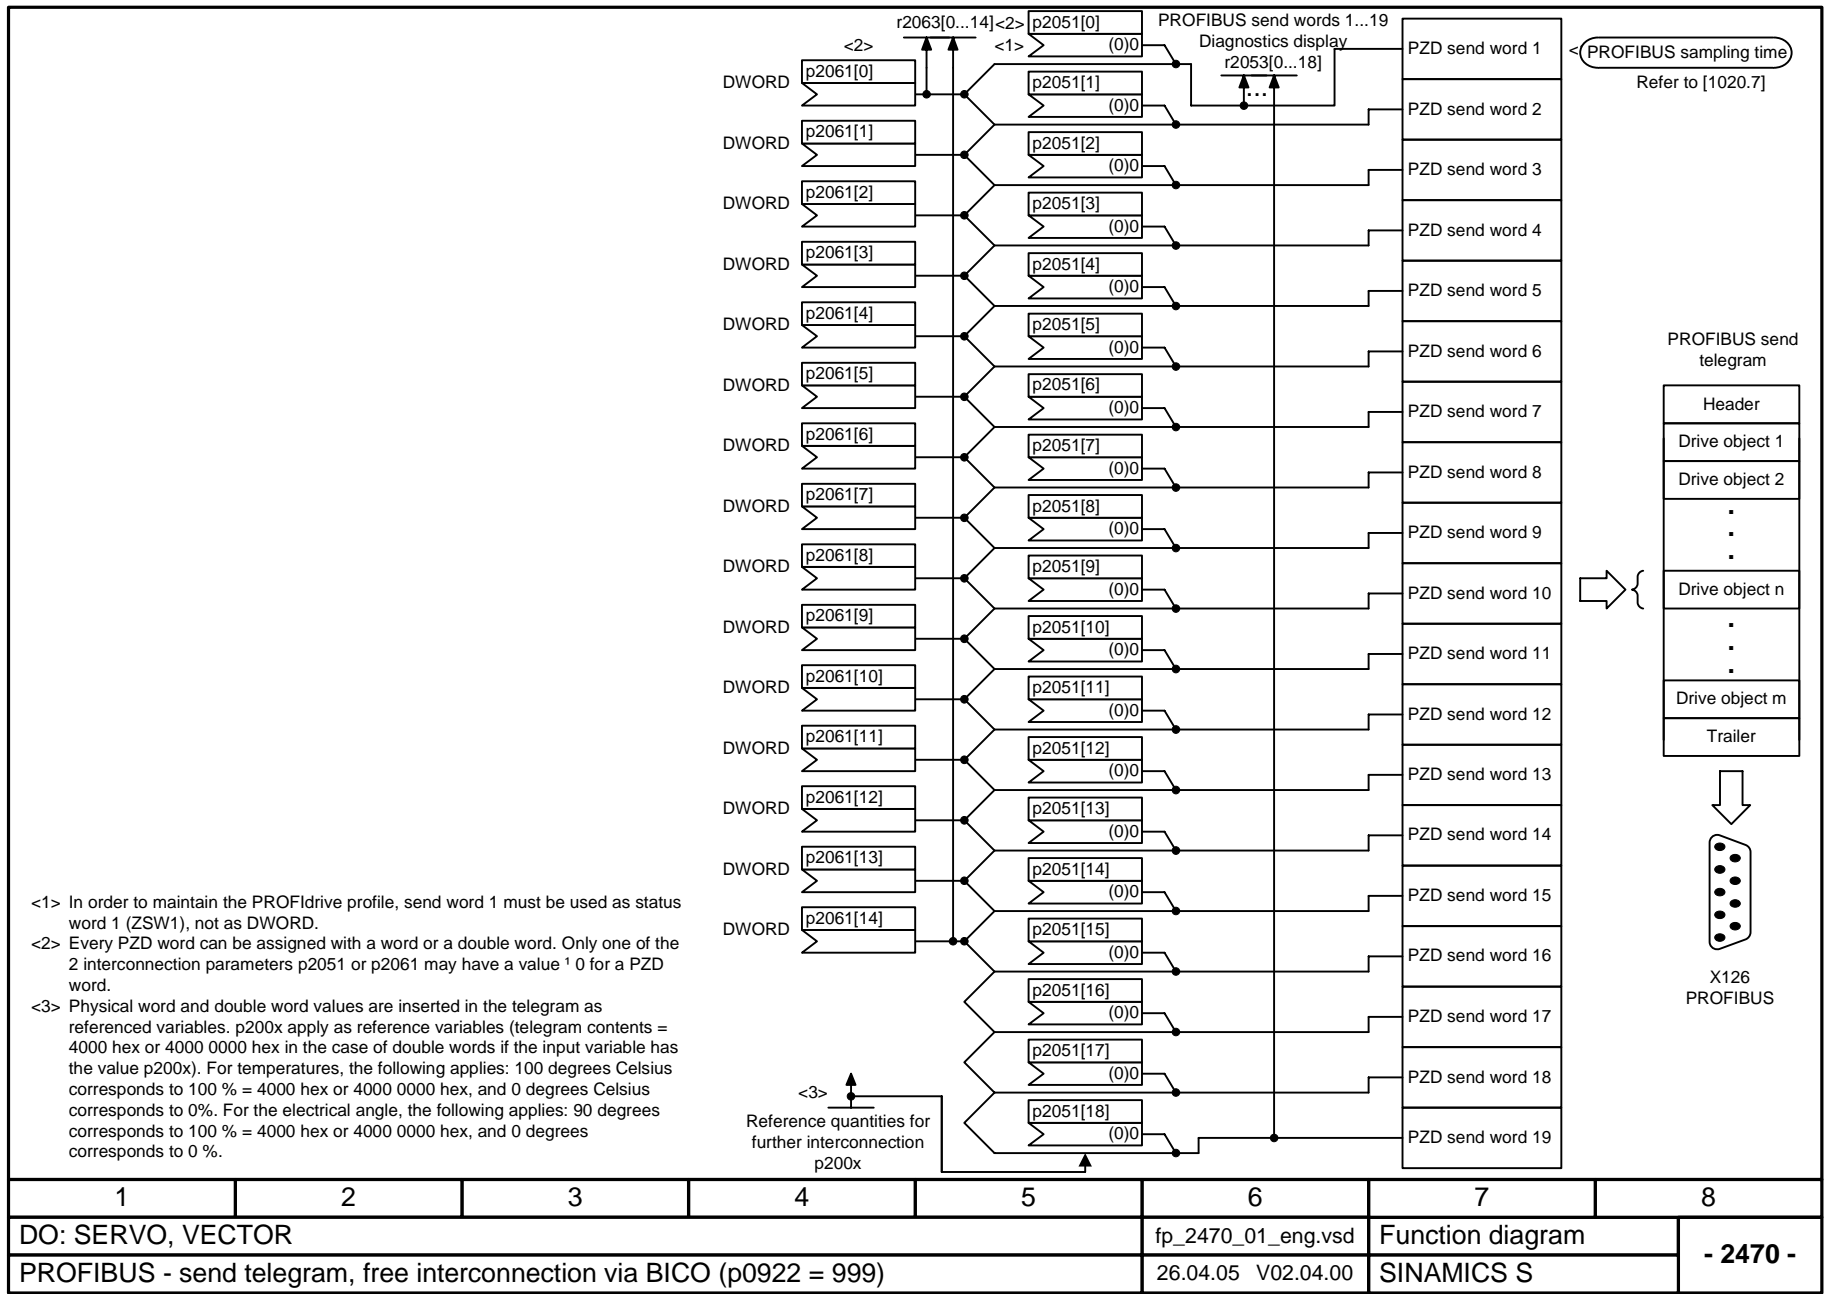 r2063[0...14]
<2>
p2051[0]
PROFIBUS send words 1...19
Diagnostics display
r2053[0...18]
...
<2>
<1>
(0)0
PZD send word 1
<
PROFIBUS sampling time
Refer to [1020.7]
DWORD
p2061[0]
p2051[1]
(0)0
PZD send word 2
DWORD
p2061[1]
p2051[2]
(0)0
PZD send word 3
DWORD
p2061[2]
p2051[3]
(0)0
PZD send word 4
DWORD
p2061[3]
p2051[4]
(0)0
PZD send word 5
DWORD
p2061[4]
p2051[5]
(0)0
PZD send word 6
DWORD
p2061[5]
p2051[6]
(0)0
PZD send word 7
DWORD
p2061[6]
p2051[7]
(0)0
PZD send word 8
DWORD
p2061[7]
p2051[8]
(0)0
PZD send word 9
DWORD
p2061[8]
p2051[9]
(0)0
PZD send word 10
DWORD
p2061[9]
p2051[10]
(0)0
PZD send word 11
DWORD
p2061[10]
p2051[11]
(0)0
PZD send word 12
DWORD
p2061[11]
p2051[12]
(0)0
PZD send word 13
DWORD
p2061[12]
p2051[13]
(0)0
PZD send word 14
DWORD
p2061[13]
p2051[14]
(0)0
PZD send word 15
DWORD
p2061[14]
p2051[15]
(0)0
PZD send word 16
p2051[16]
(0)0
PZD send word 17
p2051[17]
(0)0
PZD send word 18
p2051[18]
(0)0
PZD send word 19
PROFIBUS send
telegram
Header
Drive object 1
Drive object 2
Drive object n
Drive object m
Trailer
X126
PROFIBUS
<1> In order to maintain the PROFIdrive profile, send word 1 must be used as status
word 1 (ZSW1), not as DWORD.
<2> Every PZD word can be assigned with a word or a double word. Only one of the
2 interconnection parameters p2051 or p2061 may have a value ¹ 0 for a PZD
word.
<3> Physical word and double word values are inserted in the telegram as
referenced variables. p200x apply as reference variables (telegram contents =
4000 hex or 4000 0000 hex in the case of double words if the input variable has
the value p200x). For temperatures, the following applies: 100 degrees Celsius
corresponds to 100 % = 4000 hex or 4000 0000 hex, and 0 degrees Celsius
corresponds to 0%. For the electrical angle, the following applies: 90 degrees
corresponds to 100 % = 4000 hex or 4000 0000 hex, and 0 degrees
corresponds to 0 %.
<3>
Reference quantities for
further interconnection
p200x
1 2 3 4 5 6 7 8
DO: SERVO, VECTOR
fp_2470_01_eng.vsd
Function diagram
- 2470 -
PROFIBUS - send telegram, free interconnection via BICO (p0922 = 999)
26.04.05 V02.04.00
SINAMICS S